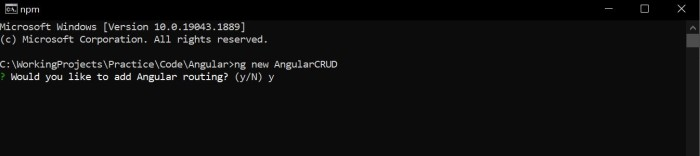 npm
Microsoft Windows [Version 10.0.19043.1889]
(c) Microsoft Corporation. All rights reserved.
C:\WorkingProjects\Practice\Code\Angular>ng new AngularCRUD
? Would you like to add Angular routing? (y/N) y